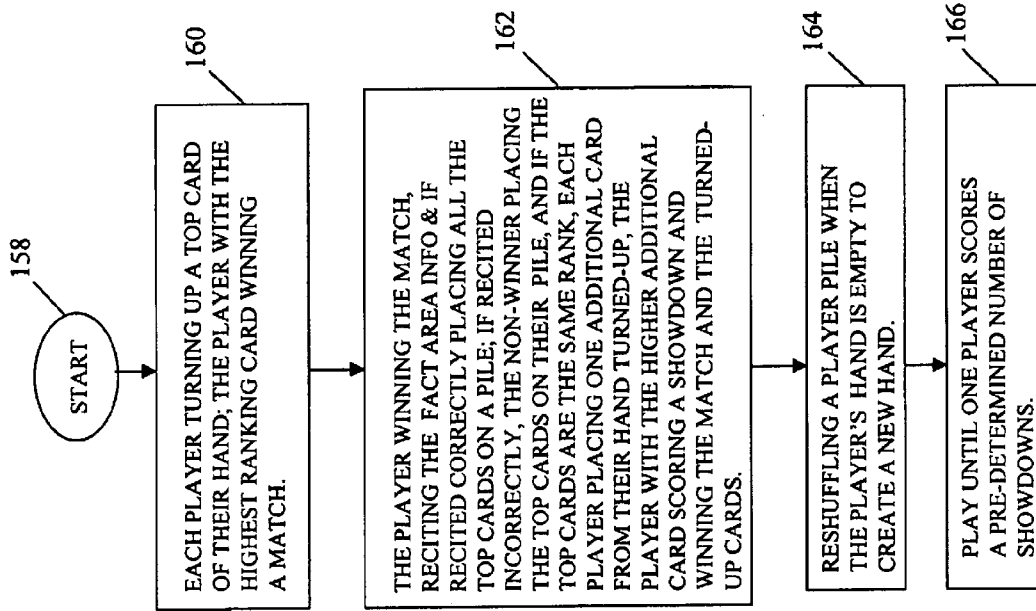 158
START
160
EACH PLAYER TURNING UP A TOP CARD
OF THEIR HAND; THE PLAYER WITH THE
HIGHEST RANKING CARD WINNING
A MATCH.
162
THE PLAYER WINNING THE MATCH,
RECITING THE FACT AREA INFO & IF
RECITED CORRECTLY PLACING ALL THE
TOP CARDS ON A PILE; IF RECITED
INCORRECTLY, THE NON-WINNER PLACING
THE TOP CARDS ON THEIR PILE, AND IF THE
TOP CARDS ARE THE SAME RANK, EACH
PLAYER PLACING ONE ADDITIONAL CARD
FROM THEIR HAND TURNED-UP, THE
PLAYER WITH THE HIGHER ADDITIONAL
CARD SCORING A SHOWDOWN AND
WINNING THE MATCH AND THE TURNED-
UP CARDS.
164
RESHUFFLING A PLAYER PILE WHEN
THE PLAYER'S HAND IS EMPTY TO
CREATE A NEW HAND.
166
PLAY UNTIL ONE PLAYER SCORES
A PRE-DETERMINED NUMBER OF
SHOWDOWNS.